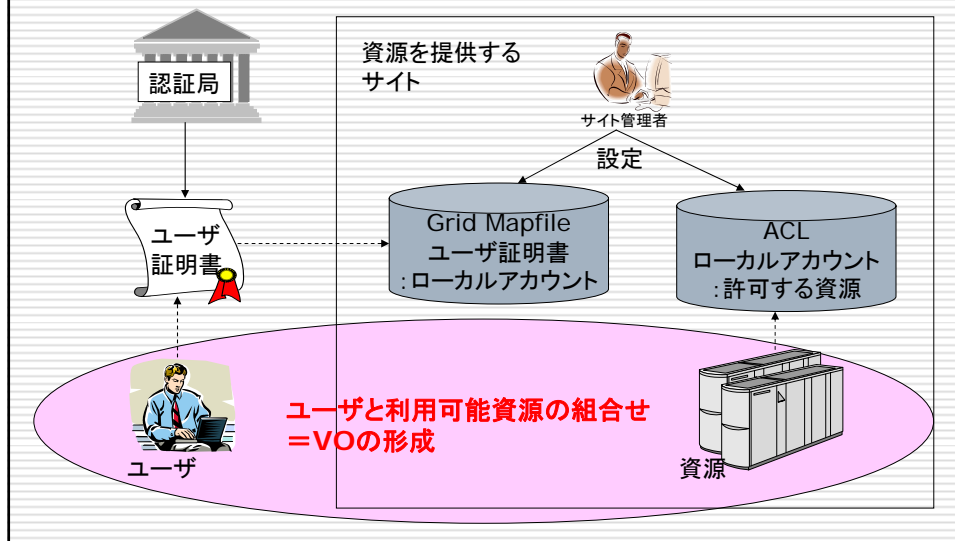 認証局
資源を提供する
サイト
サイト管理者
設定
ユーザ
証明書
Grid Mapfile
ユーザ証明書
:ローカルアカウント
ACL
ローカルアカウント
:許可する資源
ユーザと利用可能資源の組合せ
＝VOの形成
ユーザ
資源